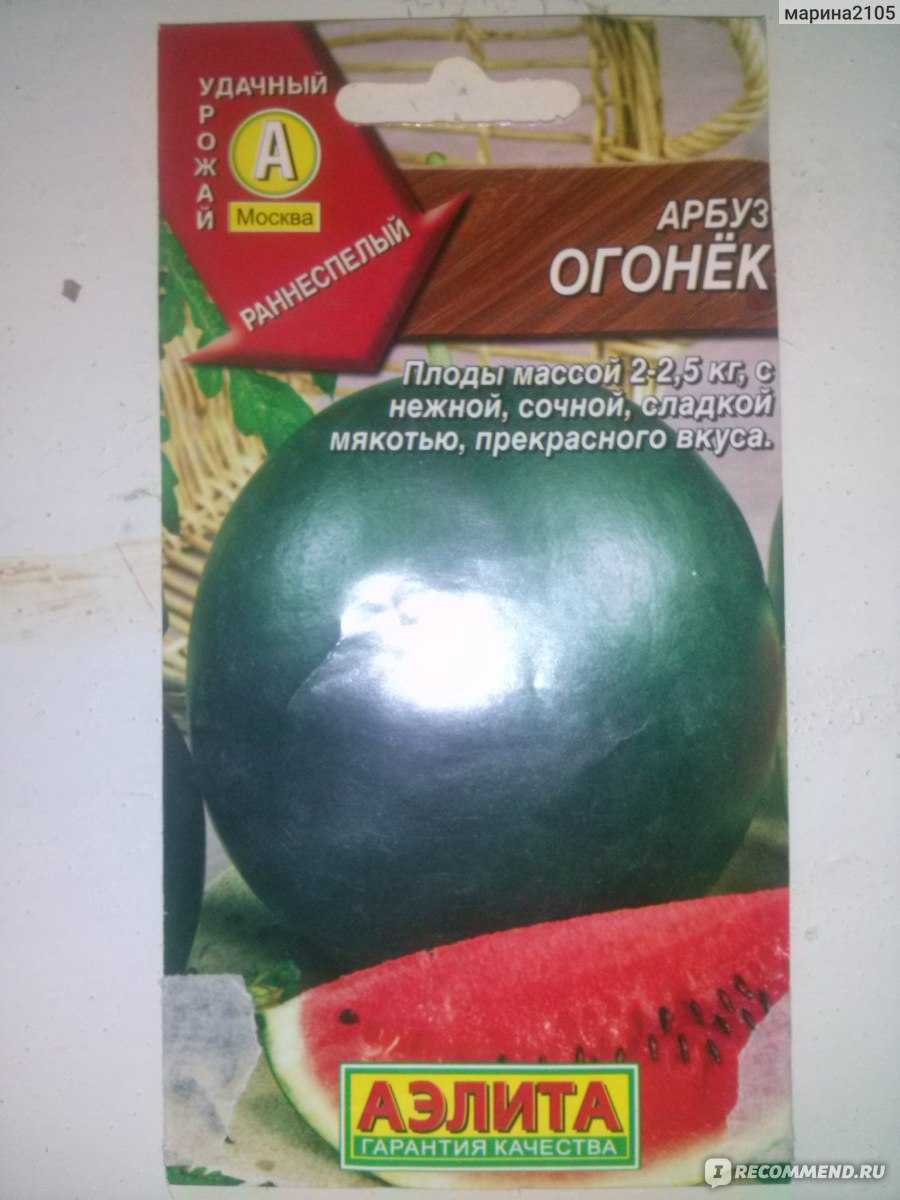 марина2105
УДАЧНЫЙ
УРОЖАЙ
А
Москва
РАННЕСПЕЛЫЙ
АРБУЗ
ОГОНЁК
Плоды массой 2-2,5 кг, с
нежной, сочной, сладкой
мякотью, прекрасного вкуса.
АЭЛИТА
ГАРАНТИЯ КАЧЕСТВА
I RECOMMEND.RU